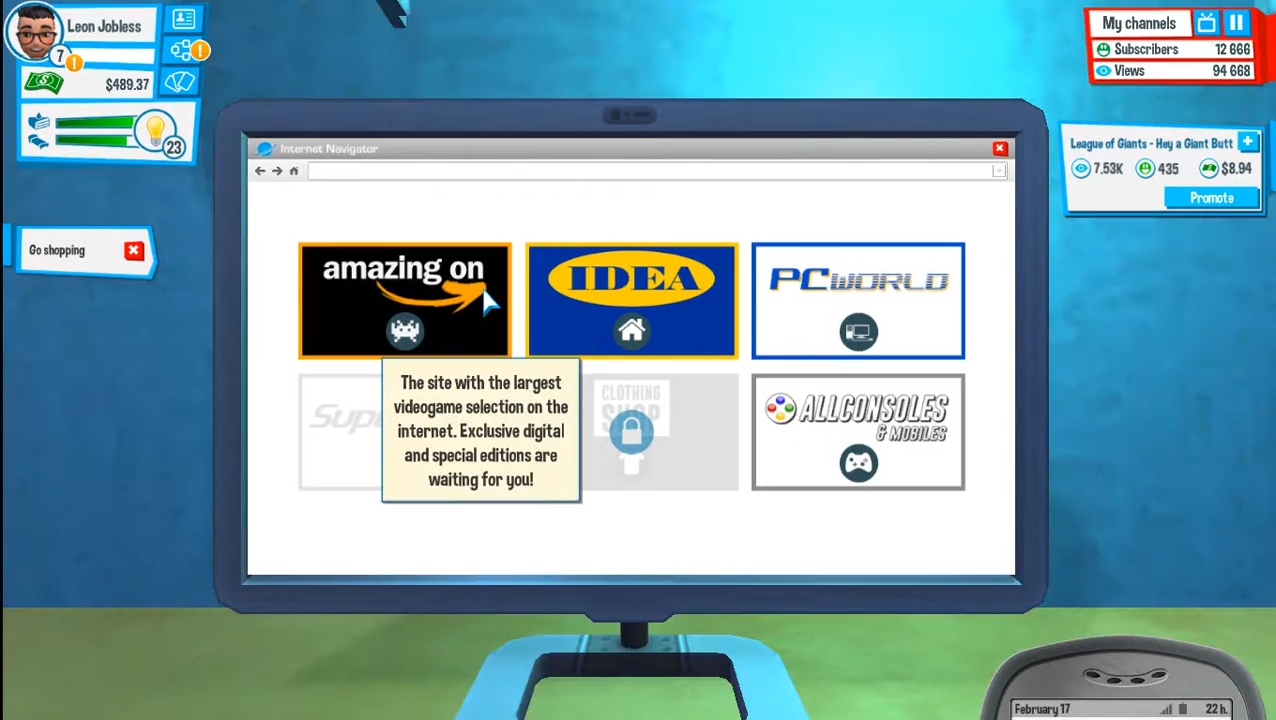 Leon Jobless
7
$489.37
23
Go shopping
My channels
Subscribers 12 666
Views 94 668
League of Giants - Hey a Giant Butt
7.53K 435 $8.94
Promote
Internet Navigator
amazing on
IDEA
PCWORLD
The site with the largest
videogame selection on the
internet. Exclusive digital
and special editions are
waiting for you!
CLOTHING
SHOP
ALLCONSOLES
& MOBILES
February 17 22 h.